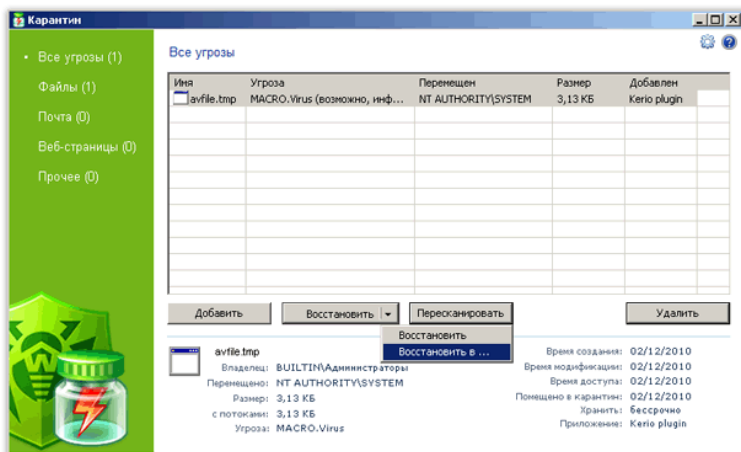 Карантин
Все угрозы (1)
Файлы (1)
Почта (0)
Веб-страницы (0)
Прочее (0)
Все угрозы
Имя Угроза Перемещен Размер Добавлен
avfile.tmp MACRO.Virus (возможно, инф... NT AUTHORITY\SYSTEM 3,13 КБ Kerio plugin
Добавить Восстановить Пересканировать Удалить
Восстановить
Восстановить в ...
avfile.tmp
Владелец: BUILTIN\Администраторы
Перемещено: NT AUTHORITY\SYSTEM
Размер: 3,13 КБ
с потоками: 3,13 КБ
Угроза: MACRO.Virus
Время создания: 02/12/2010
Время модификации: 02/12/2010
Время доступа: 02/12/2010
Помещено в карантин: 02/12/2010
Хранить: бессрочно
Приложение: Kerio plugin